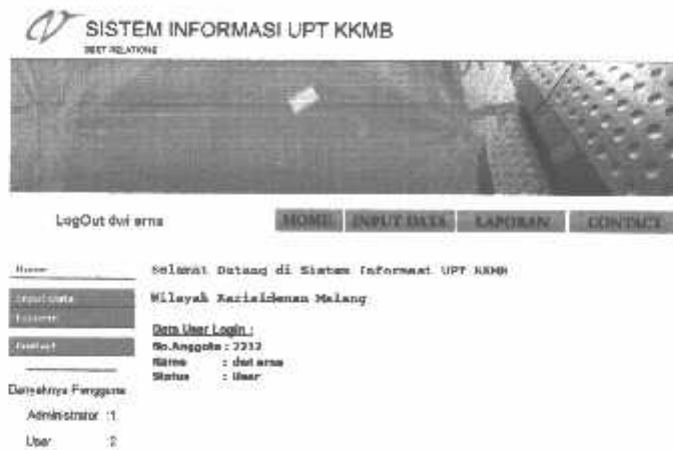 SISTEM INFORMASI UPT KKMB
BEST RELATIONS
LogOut dwi erna
HOME INPUT DATA LAPORAN CONTACT
Home
Selamat Datang di Sistem Informasi UPT KKMB
Input Data
Wilayah Karisidenan Malang
Laporan
Contact
Data User Login :
No.Anggota : 2212
Nama : dwi erna
Status : User
Banyaknya Pengguna
Administrator :1
User :2